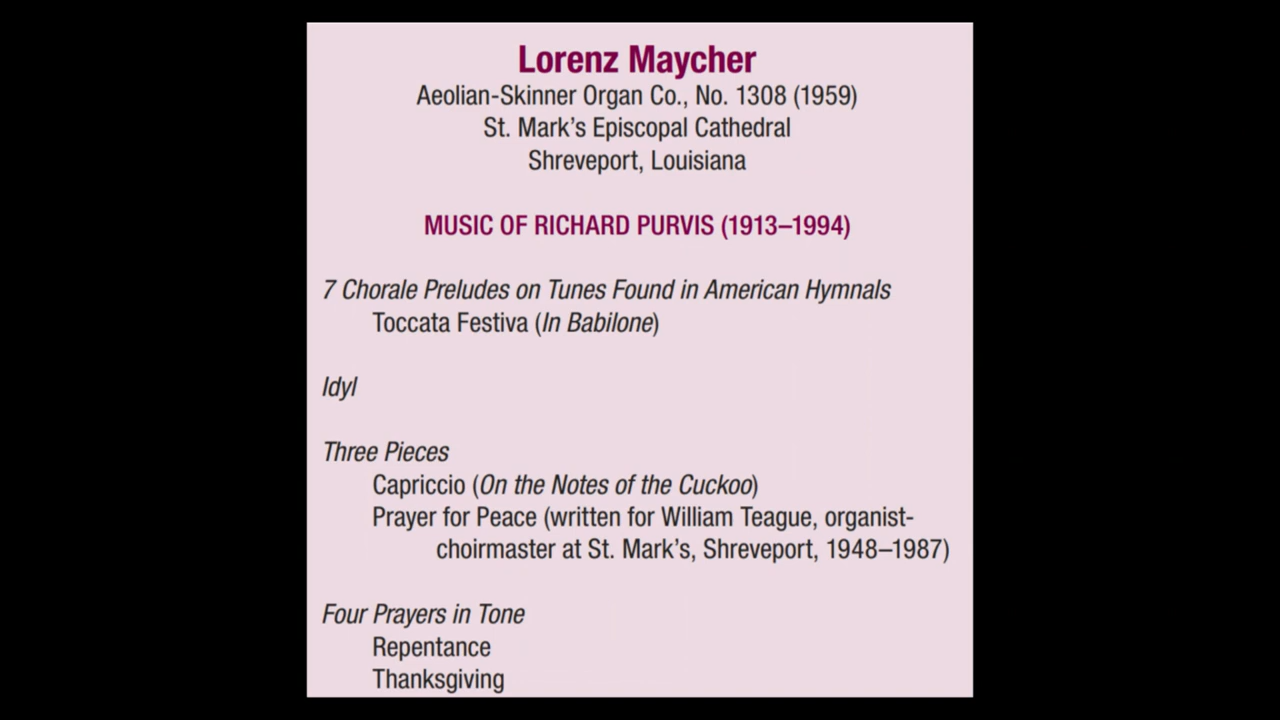 Lorenz Maycher
Aeolian-Skinner Organ Co., No. 1308 (1959)
St. Mark's Episcopal Cathedral
Shreveport, Louisiana
MUSIC OF RICHARD PURVIS (1913–1994)
7 Chorale Preludes on Tunes Found in American Hymnals
Toccata Festiva (In Babilone)
Idyl
Three Pieces
Capriccio (On the Notes of the Cuckoo)
Prayer for Peace (written for William Teague, organist-
choirmaster at St. Mark's, Shreveport, 1948–1987)
Four Prayers in Tone
Repentance
Thanksgiving